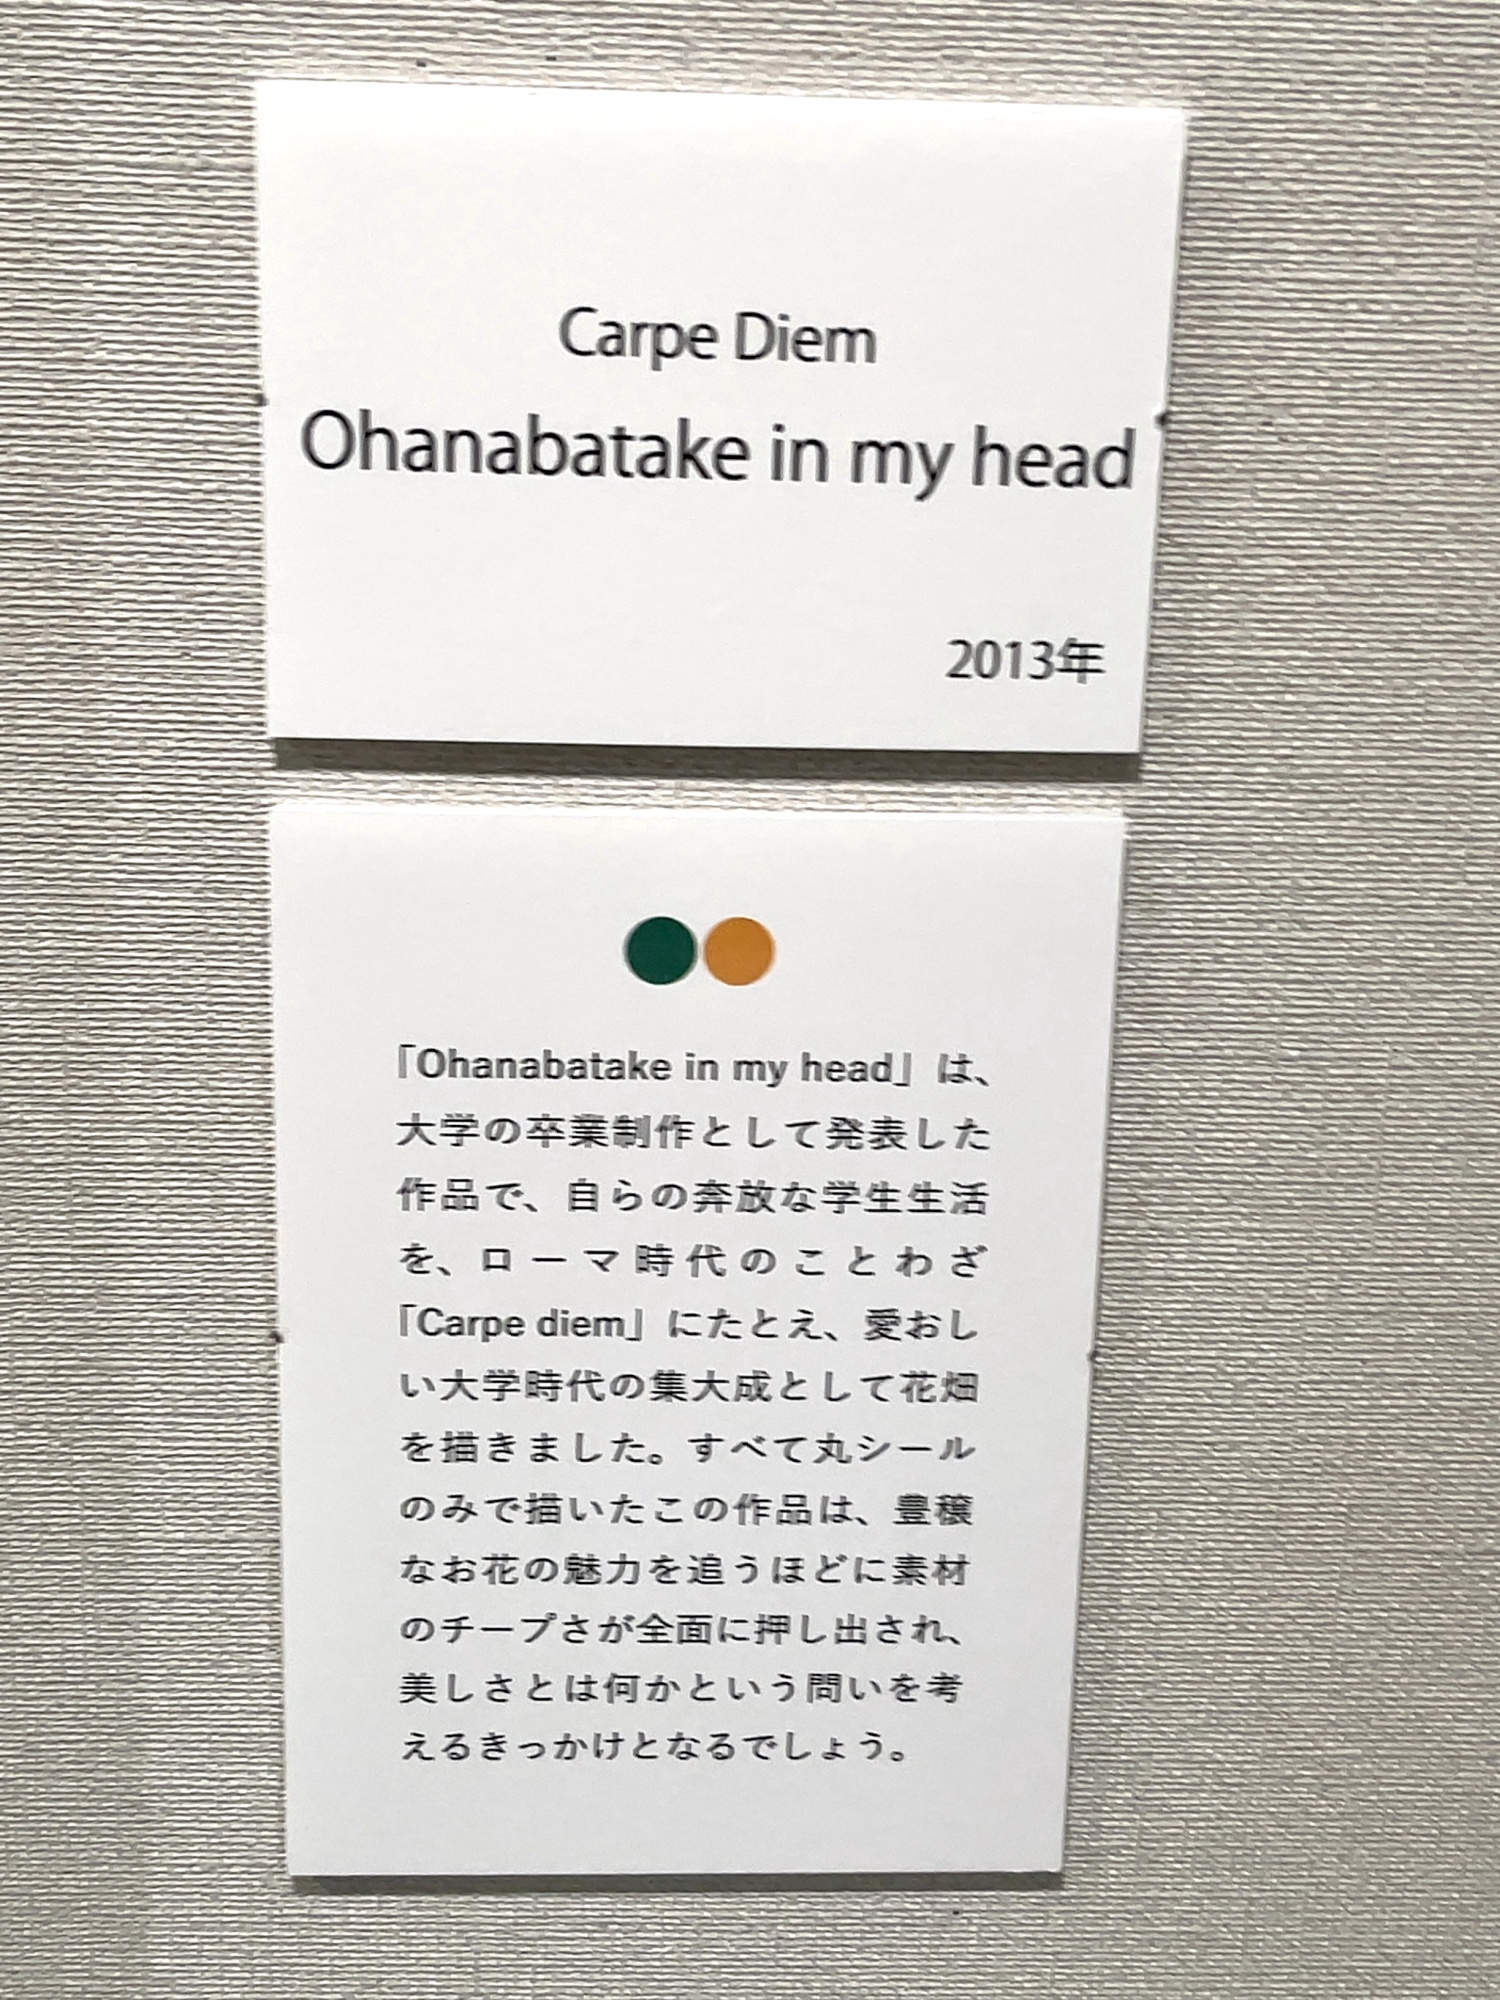 Carpe Diem
Ohanabatake in my head
2013年
「Ohanabatake in my head」は、
大学の卒業制作として発表した
作品で、自らの奔放な学生生活
を、ローマ時代のことわざ
「Carpe diem」にたとえ、愛おし
い大学時代の集大成として花畑
を描きました。すべて丸シール
のみで描いたこの作品は、豊穣
なお花の魅力を追うほどに素材
のチープさが全面に押し出され、
美しさとは何かという問いを考
えるきっかけとなるでしょう。